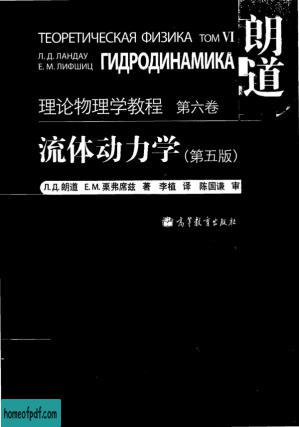 ТЕОРЕТИЧЕСКАЯ ФИЗИКА ТОМ VI
Л. Д. ЛАНДАУ
Е. М. ЛИФШИЦ ГИДРОДИНАМИКА
朗道
理论物理学教程 第六卷
流体动力学(第五版)
Л.Д.朗道 Е.М.栗弗席兹 著 李植 译 陈国谦 审
高等教育出版社
homeofpdf.com
homeofpdf.com